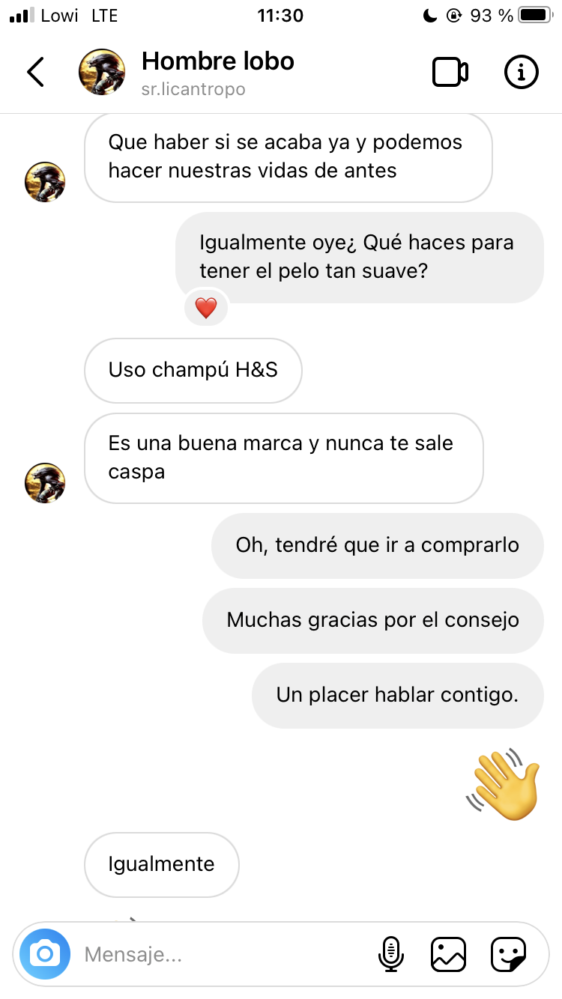 Lowi LTE 11:30 93 %
Hombre lobo
sr.licantropo
Que haber si se acaba ya y podemos
hacer nuestras vidas de antes
Igualmente oye¿ Qué haces para
tener el pelo tan suave?
Uso champú H&S
Es una buena marca y nunca te sale
caspa
Oh, tendré que ir a comprarlo
Muchas gracias por el consejo
Un placer hablar contigo.
Igualmente
Mensaje...